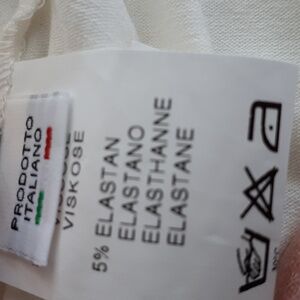 PRODOTTO
ITALIANO
VISKOSE
5% ELASTAN
ELASTANO
ELASTHANNE
ELASTANE